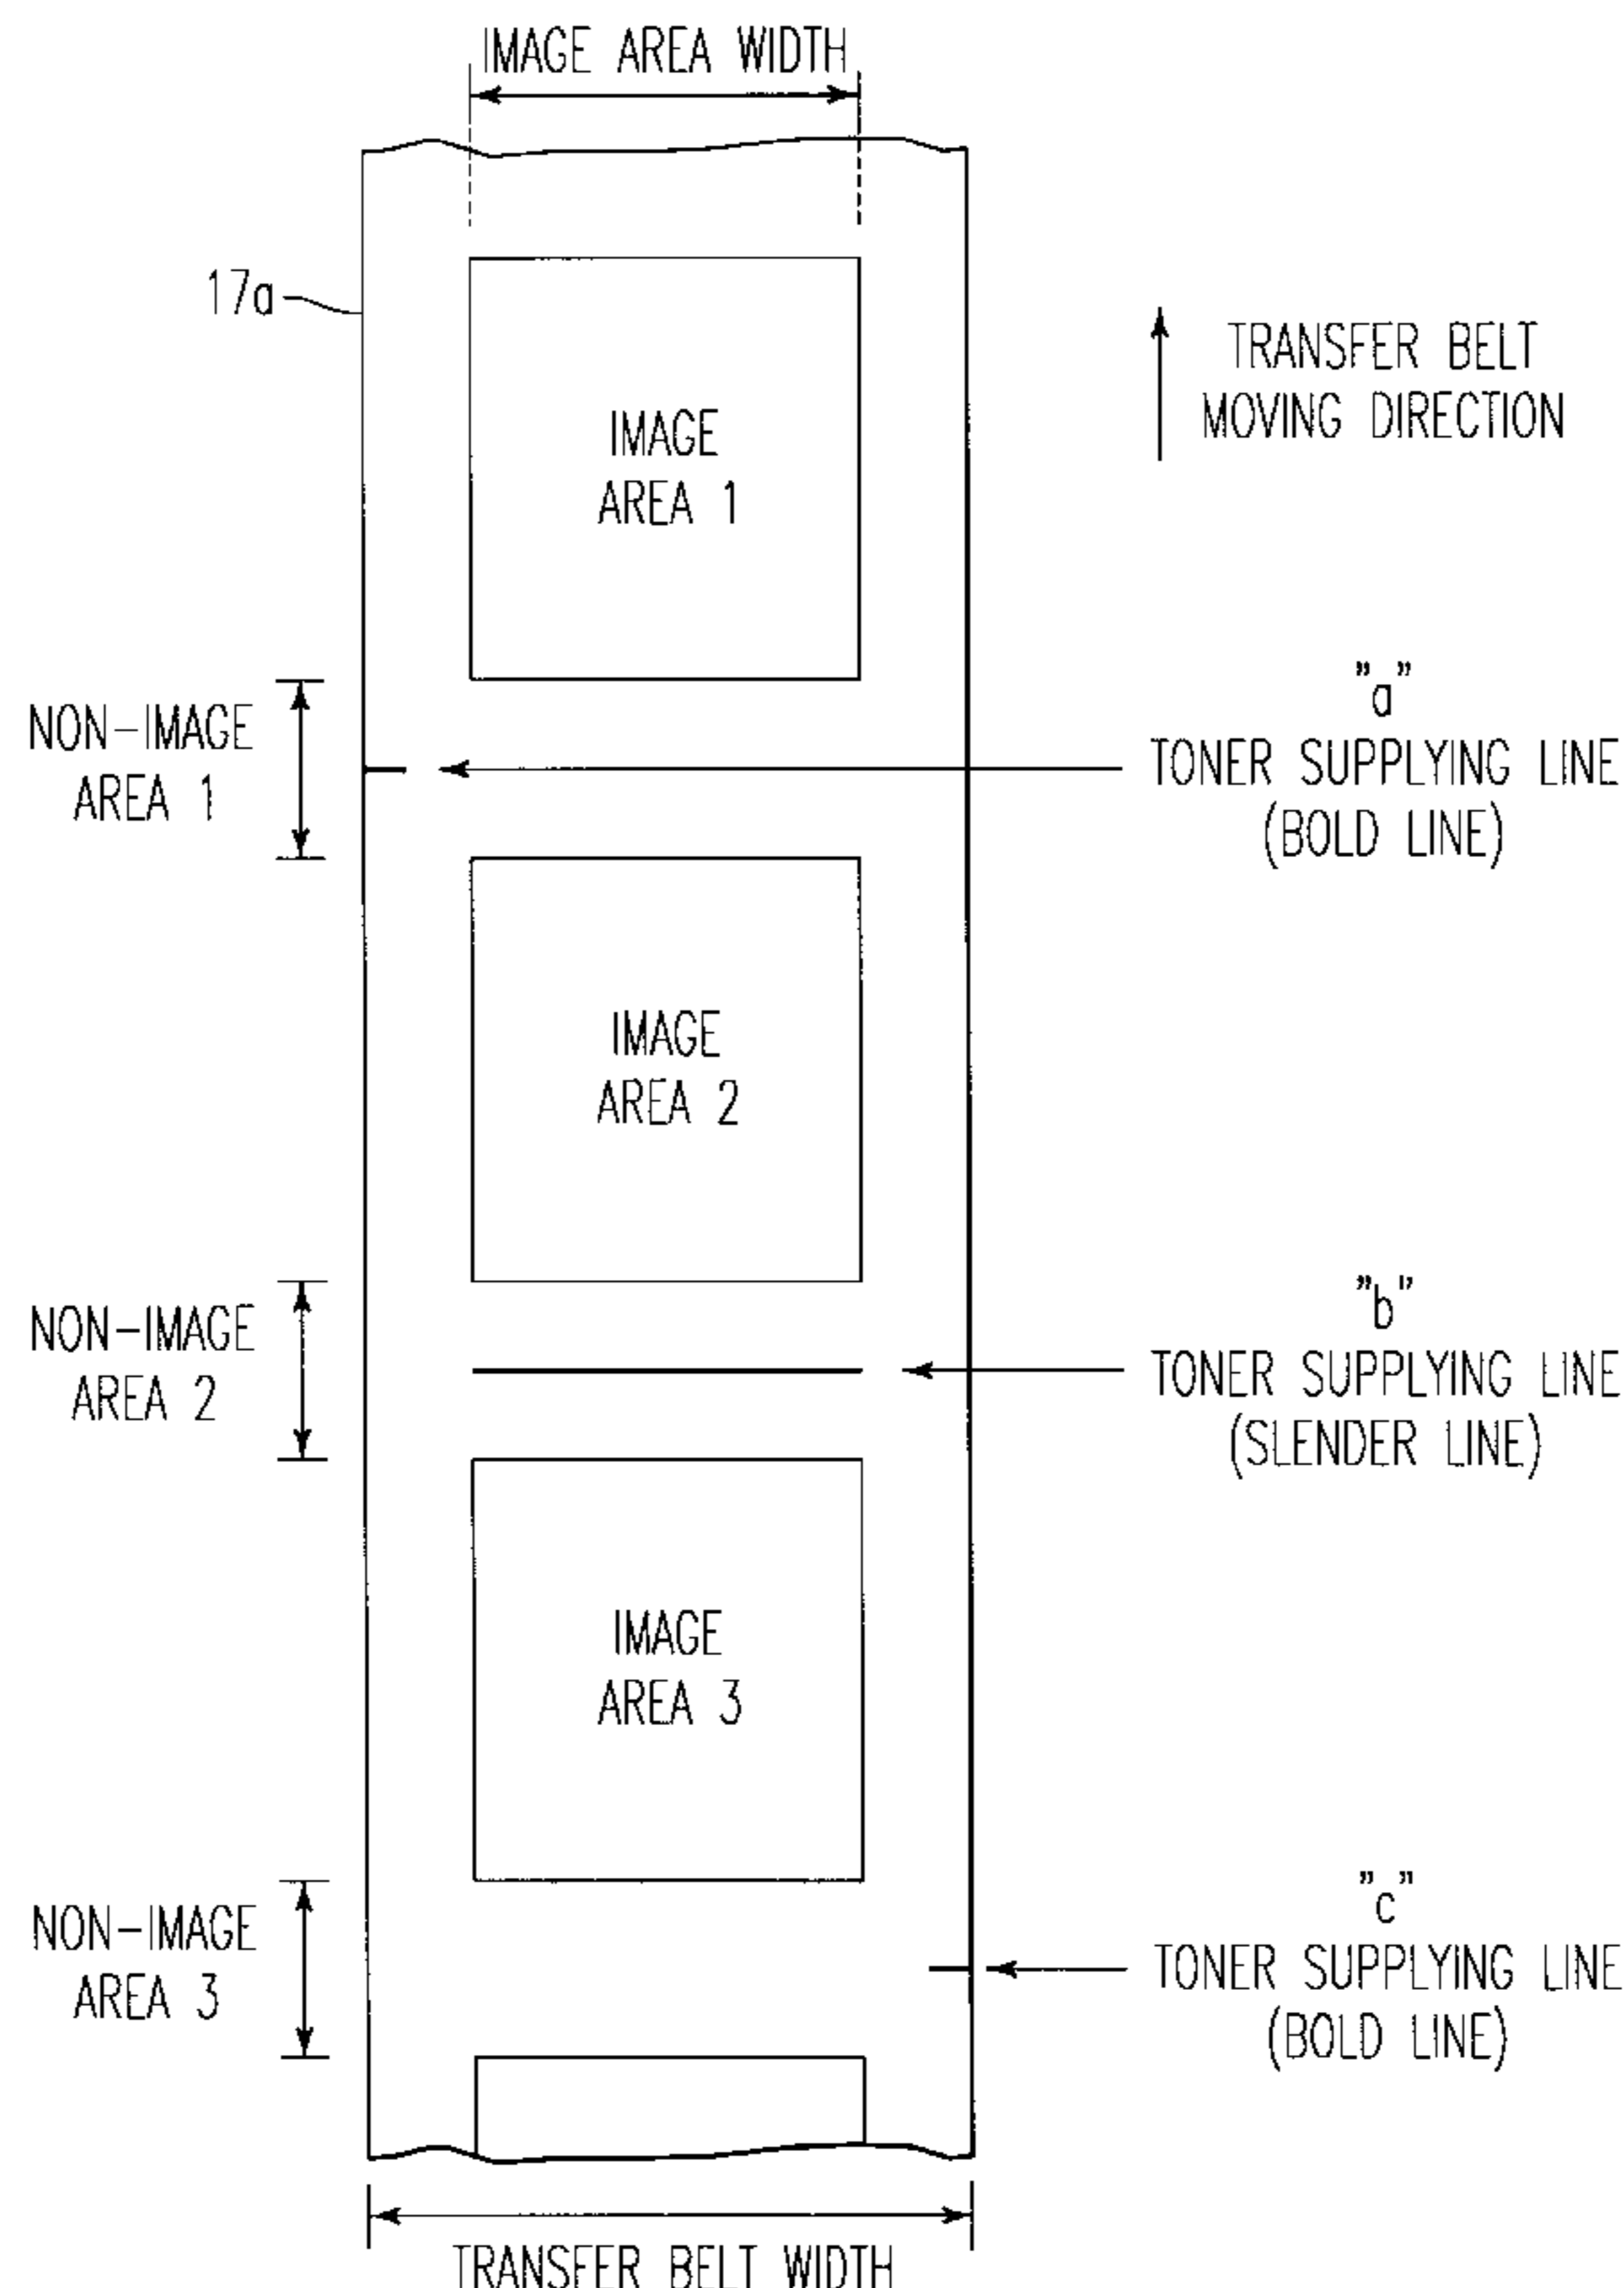 IMAGE AREA WIDTH
17a
TRANSFER BELT
MOVING DIRECTION
IMAGE
AREA 1
NON-IMAGE
AREA 1
"a"
TONER SUPPLYING LINE
(BOLD LINE)
IMAGE
AREA 2
NON-IMAGE
AREA 2
"b"
TONER SUPPLYING LINE
(SLENDER LINE)
IMAGE
AREA 3
NON-IMAGE
AREA 3
"c"
TONER SUPPLYING LINE
(BOLD LINE)
TRANSFER BELT WIDTH